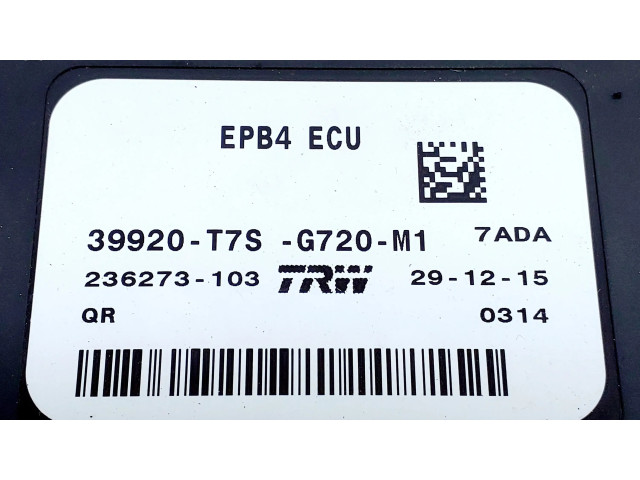 EPB4 ECU
39920-T7S -G720-M1 7ADA
236273-103 TRW 29-12-15
QR 0314